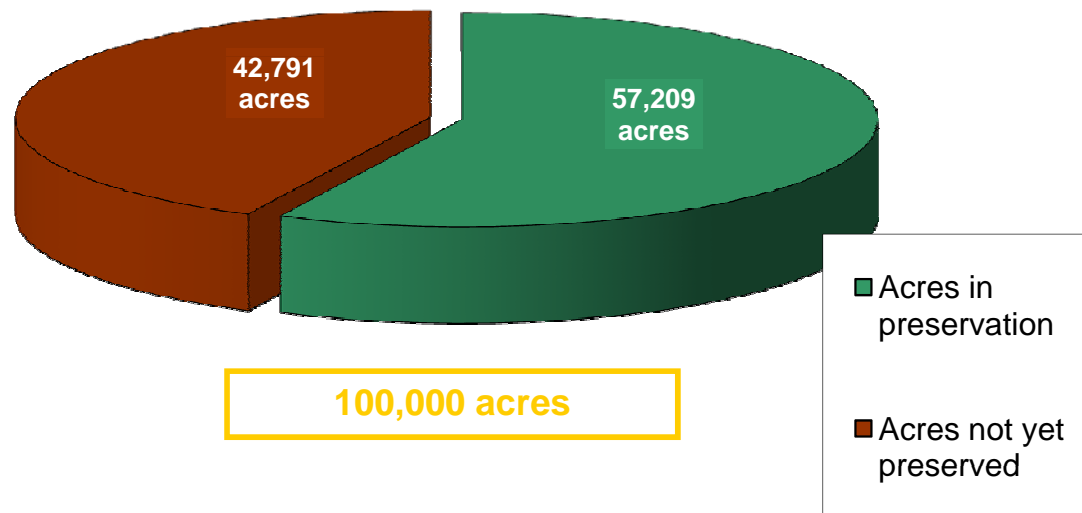 42,791
acres
57,209
acres
Acres in
preservation
100,000 acres
Acres not yet
preserved